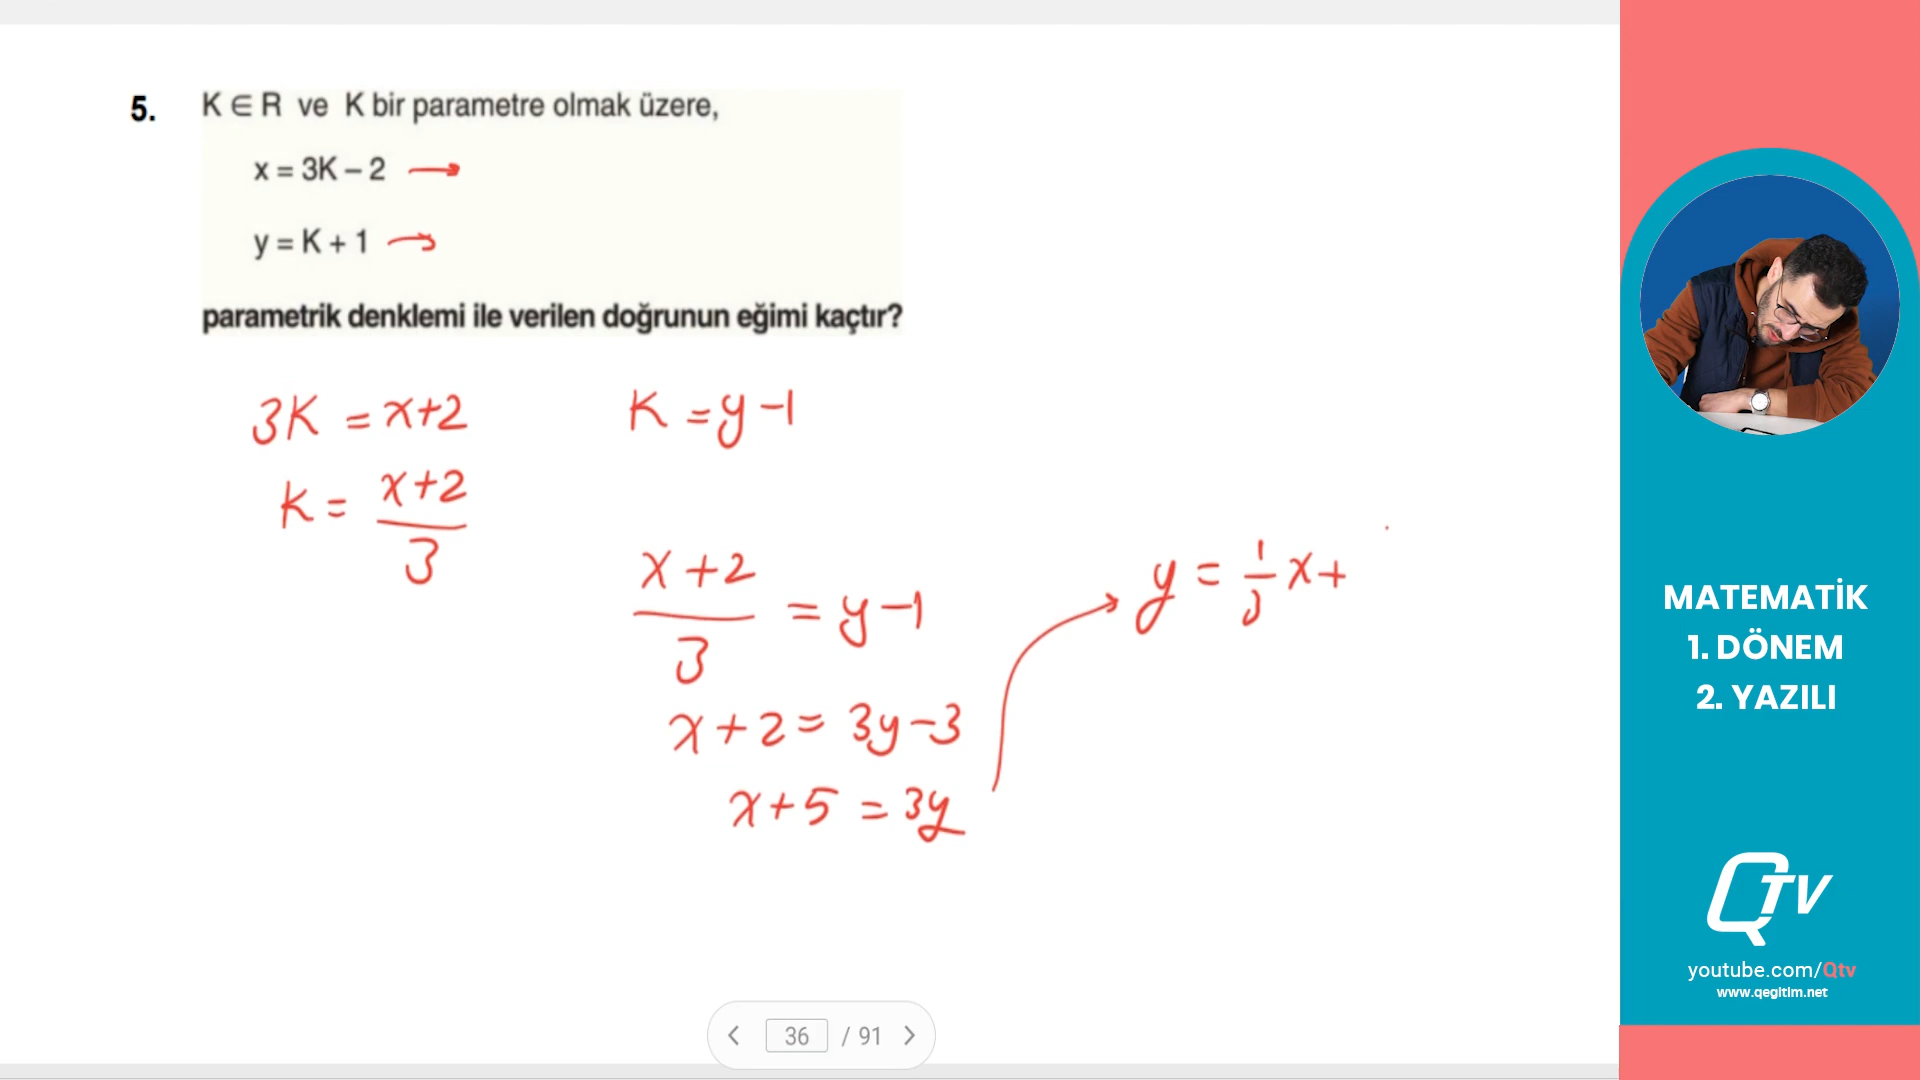 5. K ∈ R ve K bir parametre olmak üzere,
x = 3K – 2 →
y = K + 1 →
parametrik denklemi ile verilen doğrunun eğimi kaçtır?
3K = x+2
K = x+2/3
K = y-1
x+2/3 = y-1
x+2 = 3y-3
x+5 = 3y
y = 1/3 x+
36 / 91
MATEMATİK
1. DÖNEM
2. YAZILI
QTV
youtube.com/Qtv
www.qegitim.net